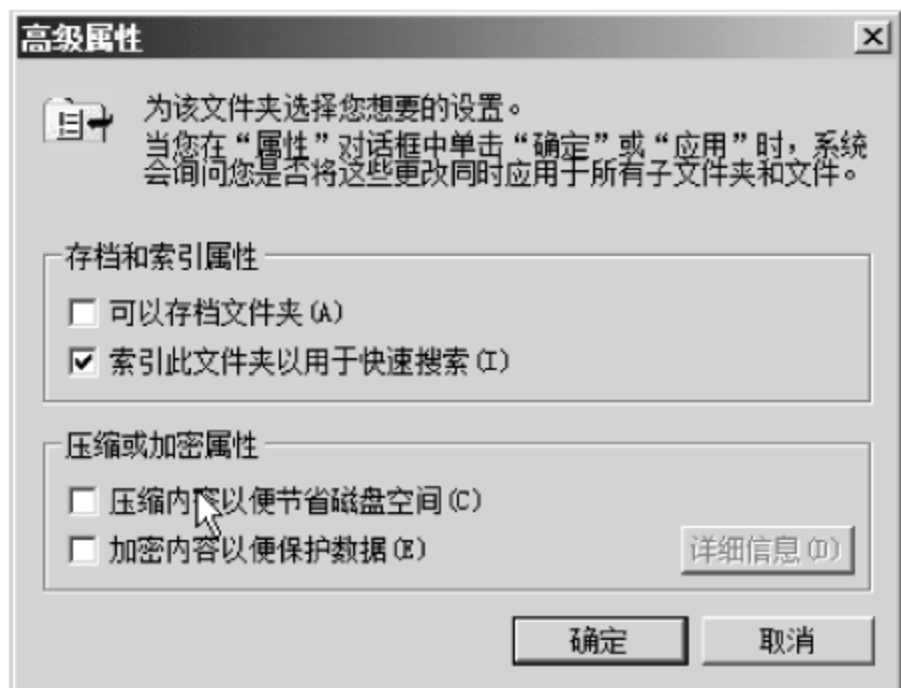 高级属性
为该文件夹选择您想要的设置。
当您在“属性”对话框中单击“确定”或“应用”时，系统
会询问您是否将这些更改同时应用于所有子文件夹和文件。
存档和索引属性
可以存档文件夹(A)
索引此文件夹以用于快速搜索(I)
压缩或加密属性
压缩内容以便节省磁盘空间(C)
加密内容以便保护数据(E)
详细信息(D)
确定
取消